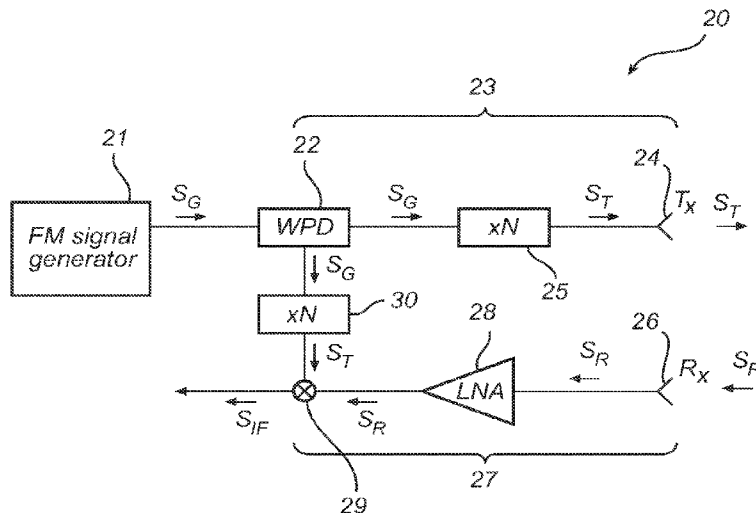 20
23
21
22
24
S_G
S_G
S_T
T_x
S_T
FM signal
generator
WPD
xN
S_G
25
xN
30
28
26
S_T
S_R
R_x
S_R
LNA
S_IF
S_R
29
27